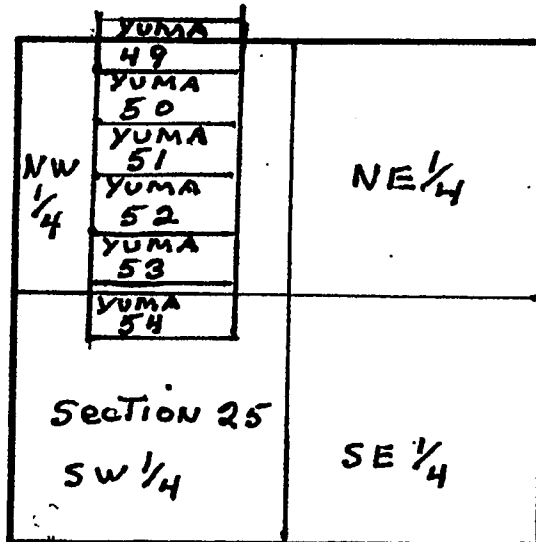 YUMA
49
YUMA
50
YUMA
51
YUMA
52
YUMA
53
YUMA
54
NW
1/4
NE 1/4
Section 25
SW 1/4
SE 1/4